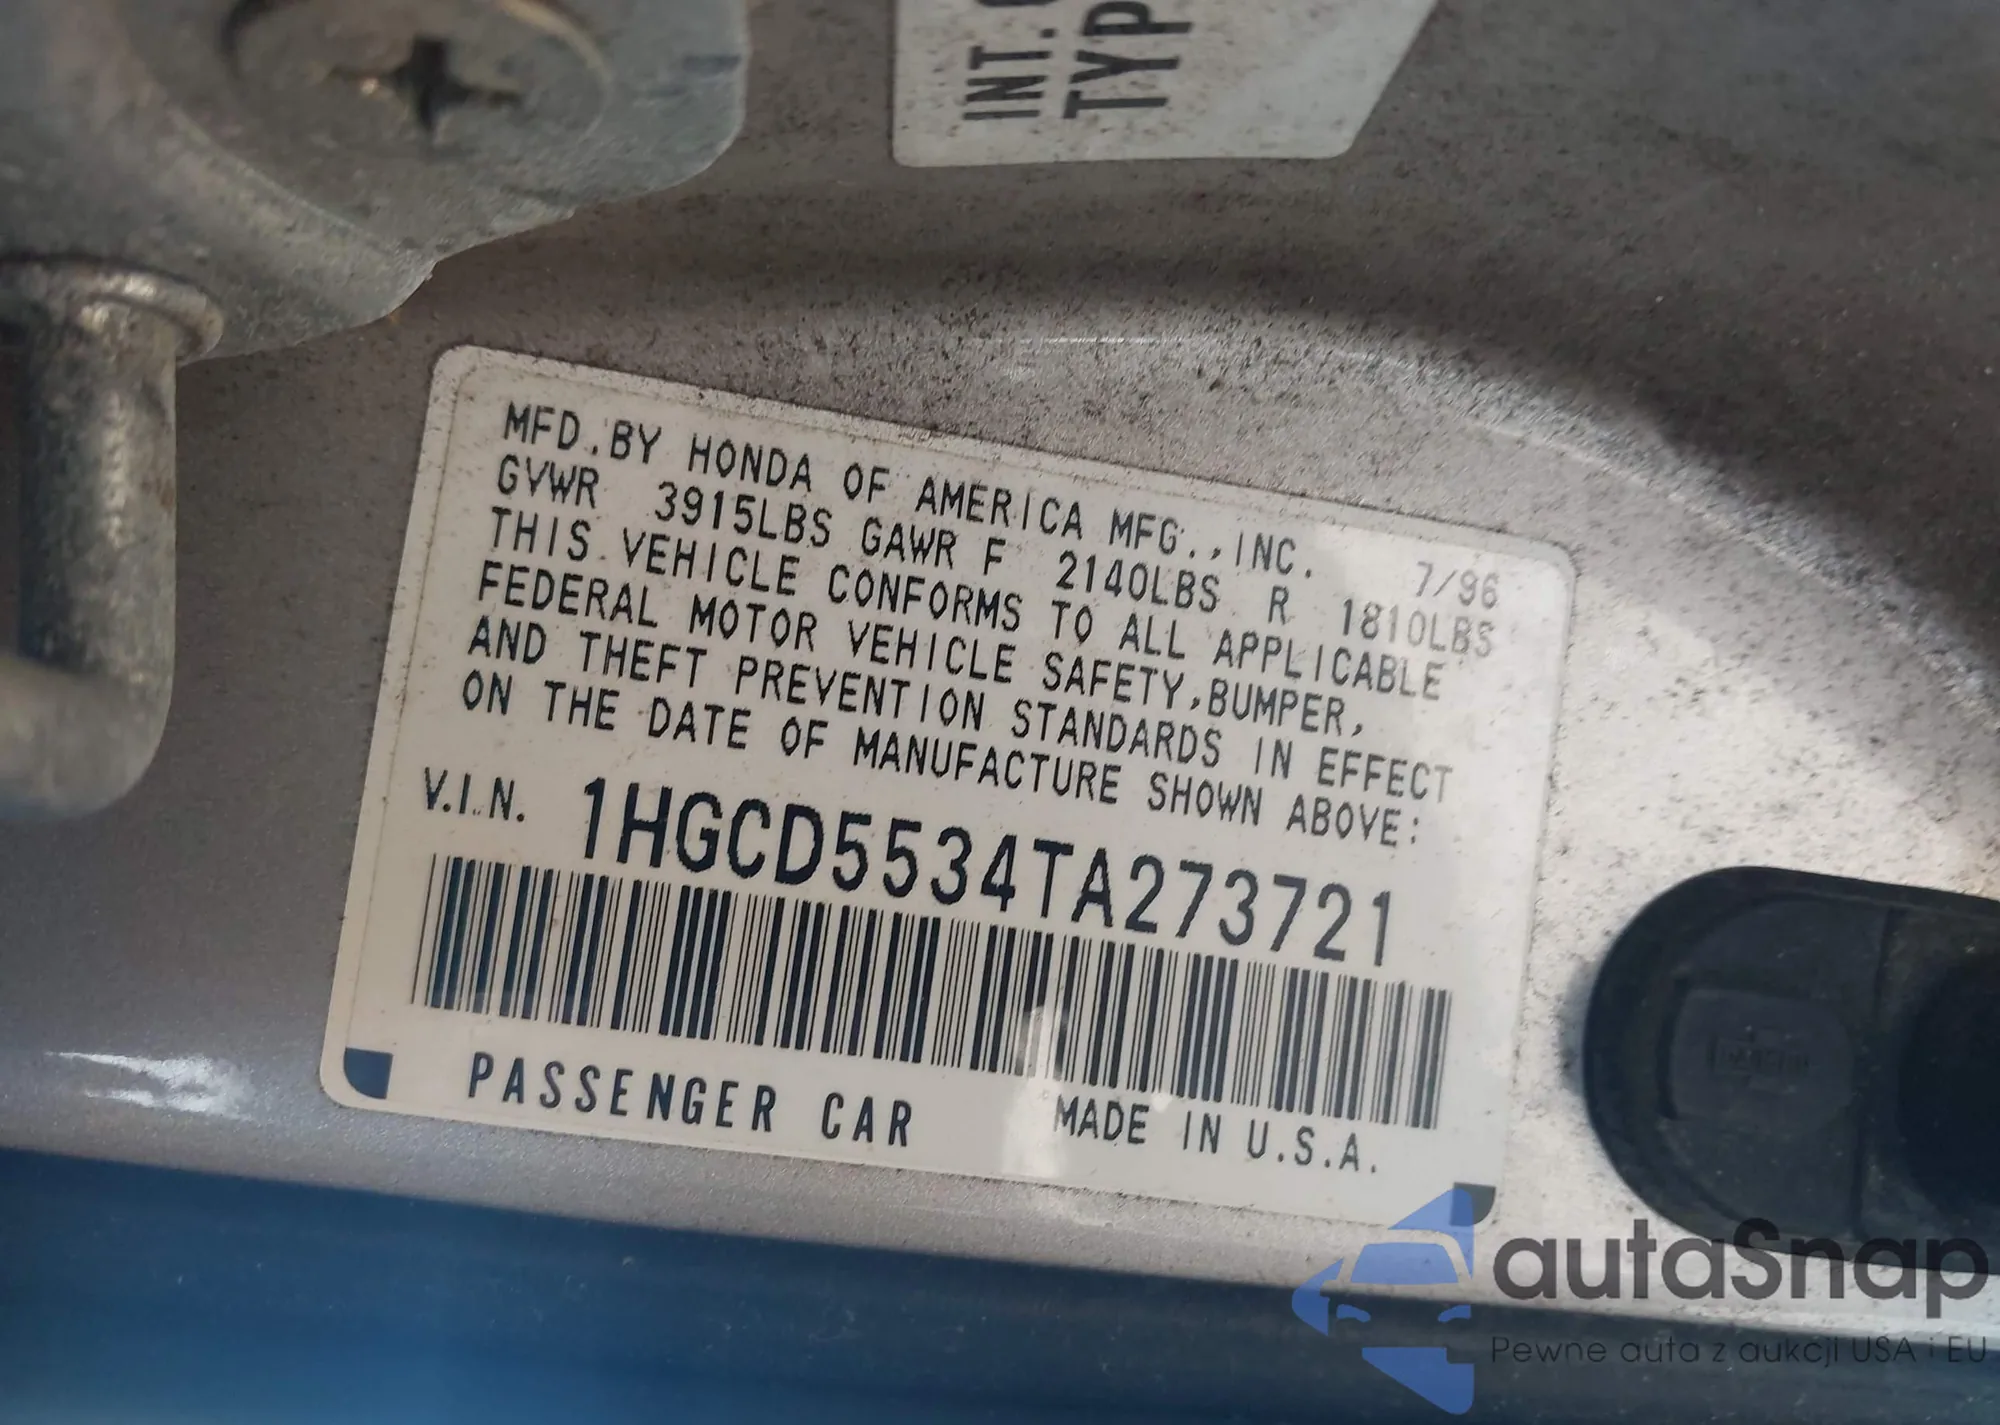 INT.
TYP
MFD.BY HONDA OF AMERICA MFG.,INC. 7/96
GVWR 3915LBS GAWR F 2140LBS R 1810LBS
THIS VEHICLE CONFORMS TO ALL APPLICABLE
FEDERAL MOTOR VEHICLE SAFETY,BUMPER,
AND THEFT PREVENTION STANDARDS IN EFFECT
ON THE DATE OF MANUFACTURE SHOWN ABOVE:
V.I.N. 1HGCD5534TA273721
PASSENGER CAR MADE IN U.S.A.
autaSnap
Pewne auta z aukcji USA i EU